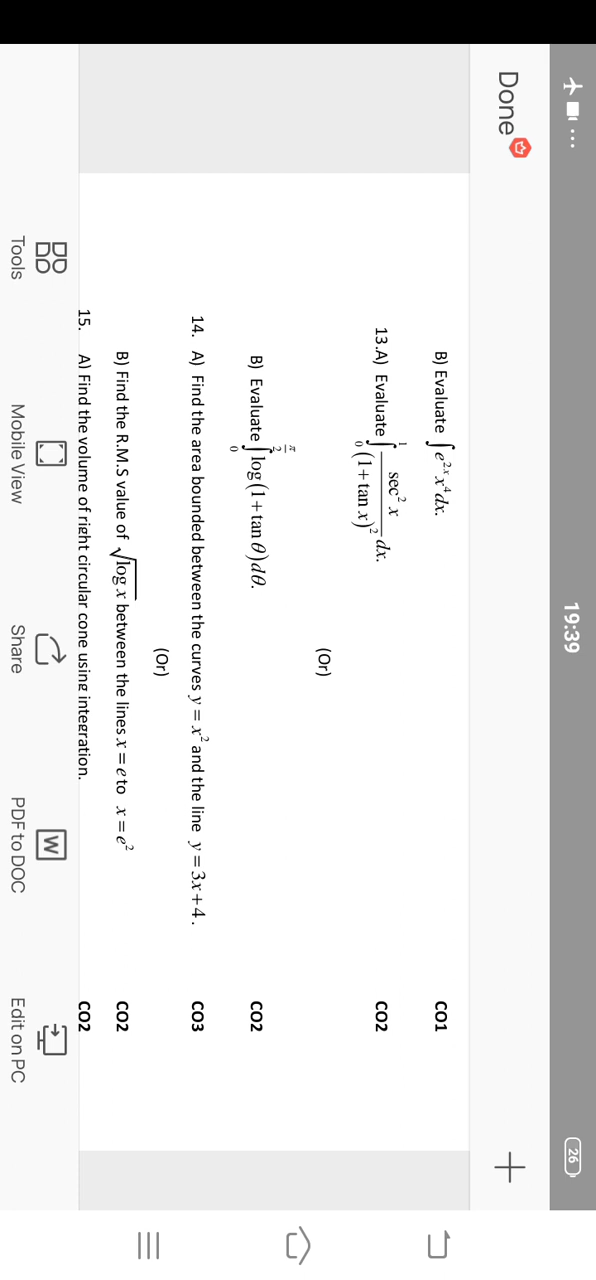 19:39
26
Done
B) Evaluate ∫ e^{2x} x^4 dx. CO1
13.A) Evaluate ∫_0^1 sec^2 x / (1 + tan x)^2 dx. CO2
(Or)
B) Evaluate ∫_0^{π/2} log(1 + tan θ)dθ. CO2
14. A) Find the area bounded between the curves y = x^2 and the line y = 3x + 4. CO3
(Or)
B) Find the R.M.S value of √log x between the lines x = e to x = e^2 CO2
15. A) Find the volume of right circular cone using integration. CO2
Tools
Mobile View
Share
W
PDF to DOC
Edit on PC